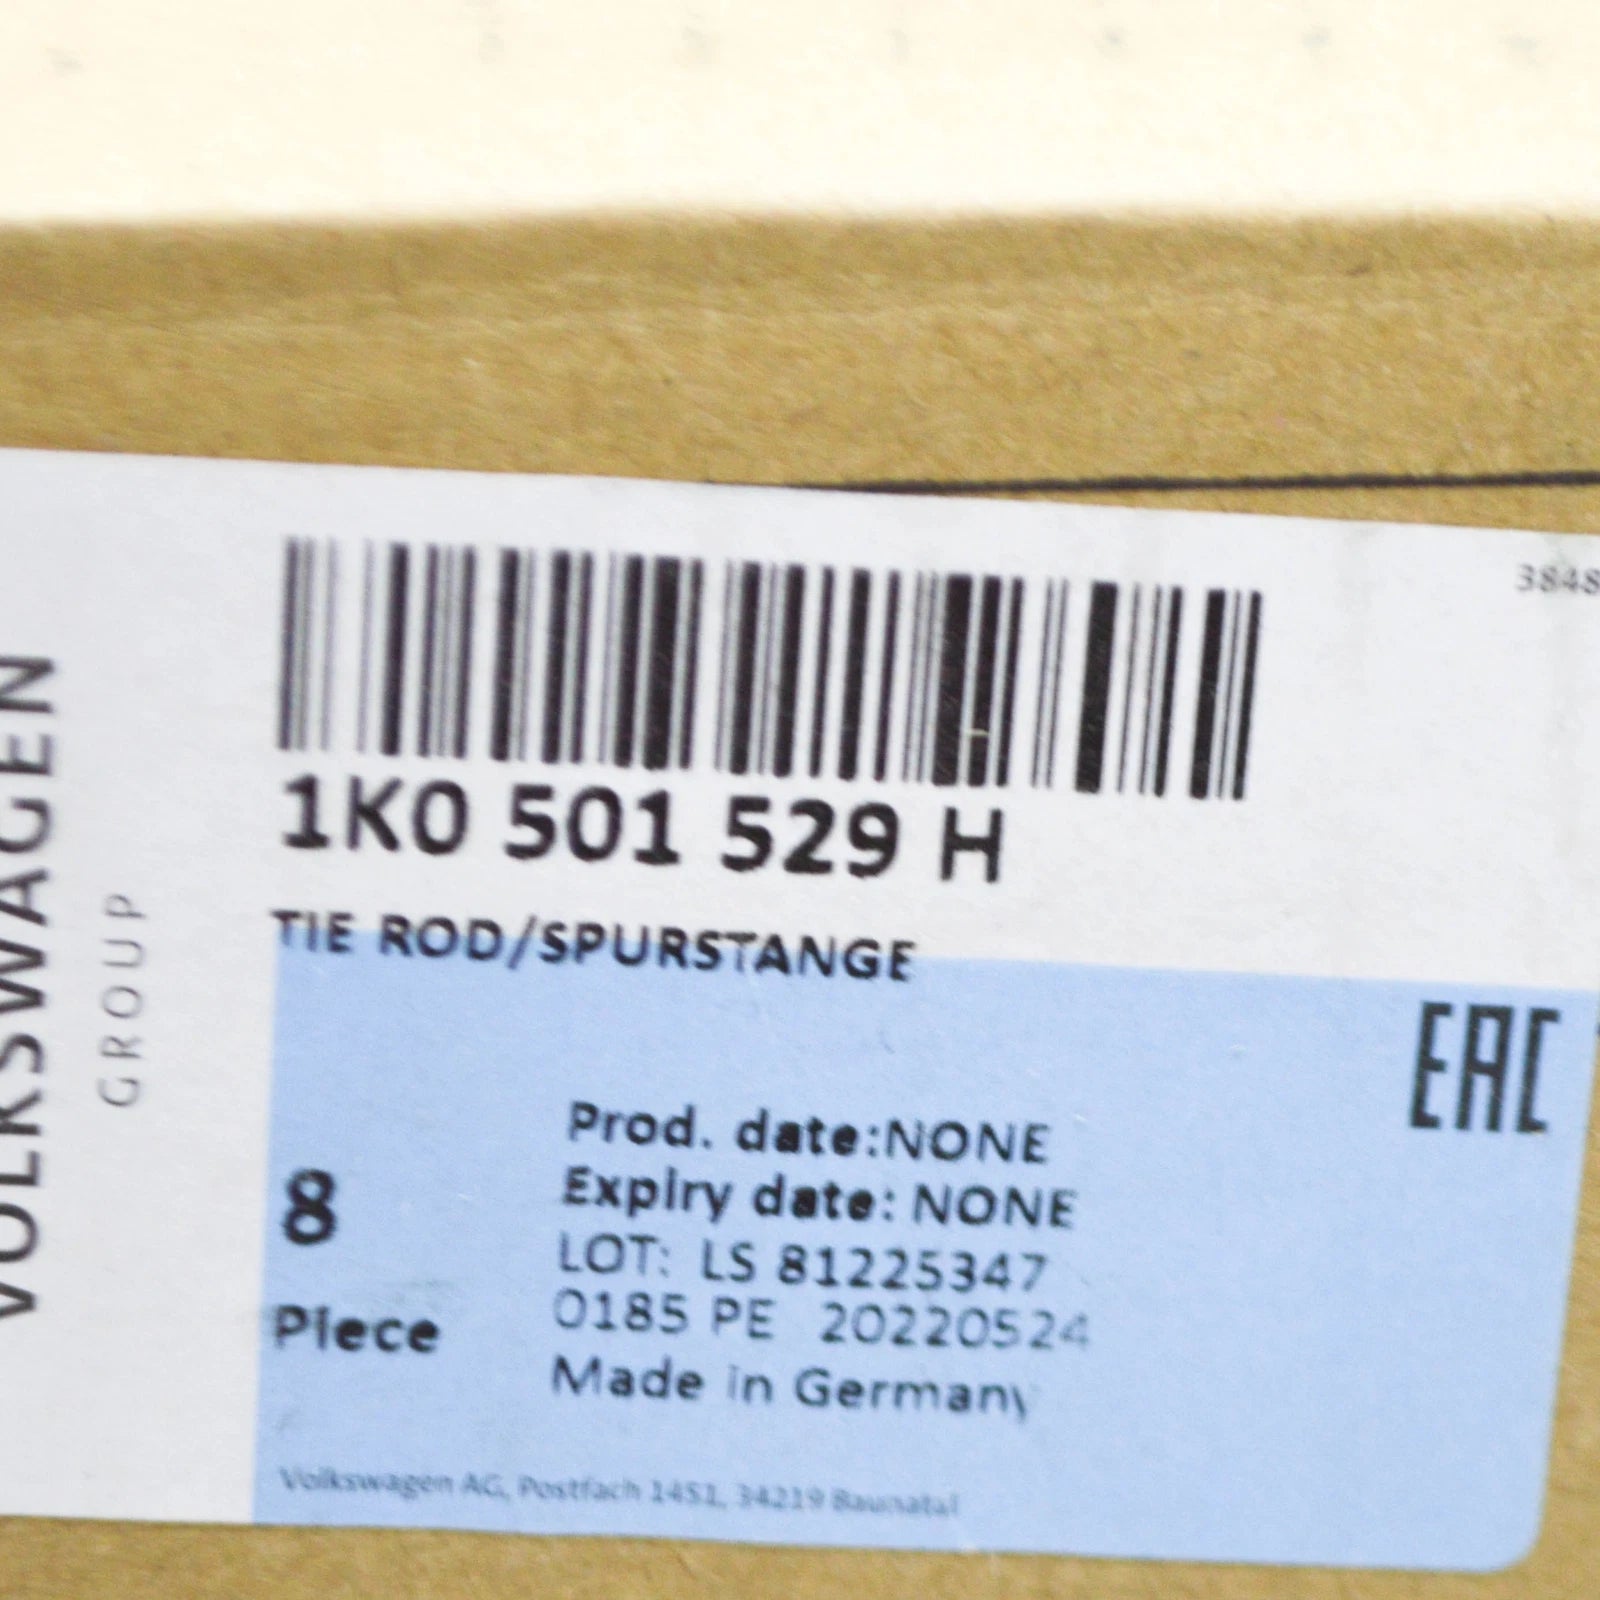 3848
1K0 501 529 H
TIE ROD/SPURSTANGE
VOLKSWAGEN
GROUP
EAC
Prod. date:NONE
Expiry date: NONE
8
LOT: LS 81225347
0185 PE 20220524
Piece
Made in Germany
Volkswagen AG, Postfach 1451, 34219 Baunatal